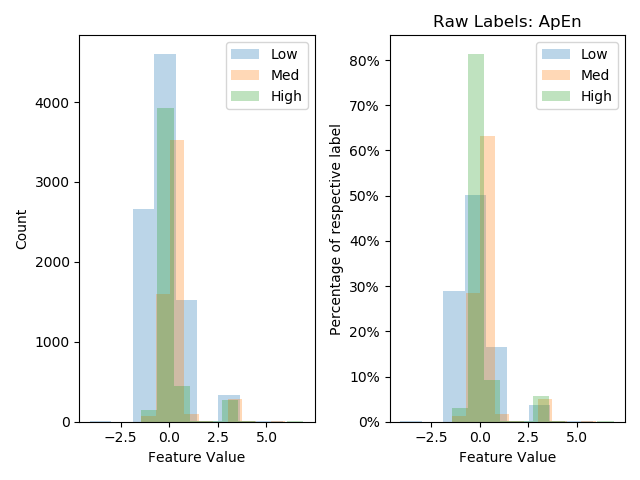 Low
Med
High
4000
3000
2000
1000
0
Count
−2.5
0.0
2.5
5.0
Feature Value
Raw Labels: ApEn
Low
Med
High
80%
70%
60%
50%
40%
30%
20%
10%
0%
Percentage of respective label
−2.5
0.0
2.5
5.0
Feature Value